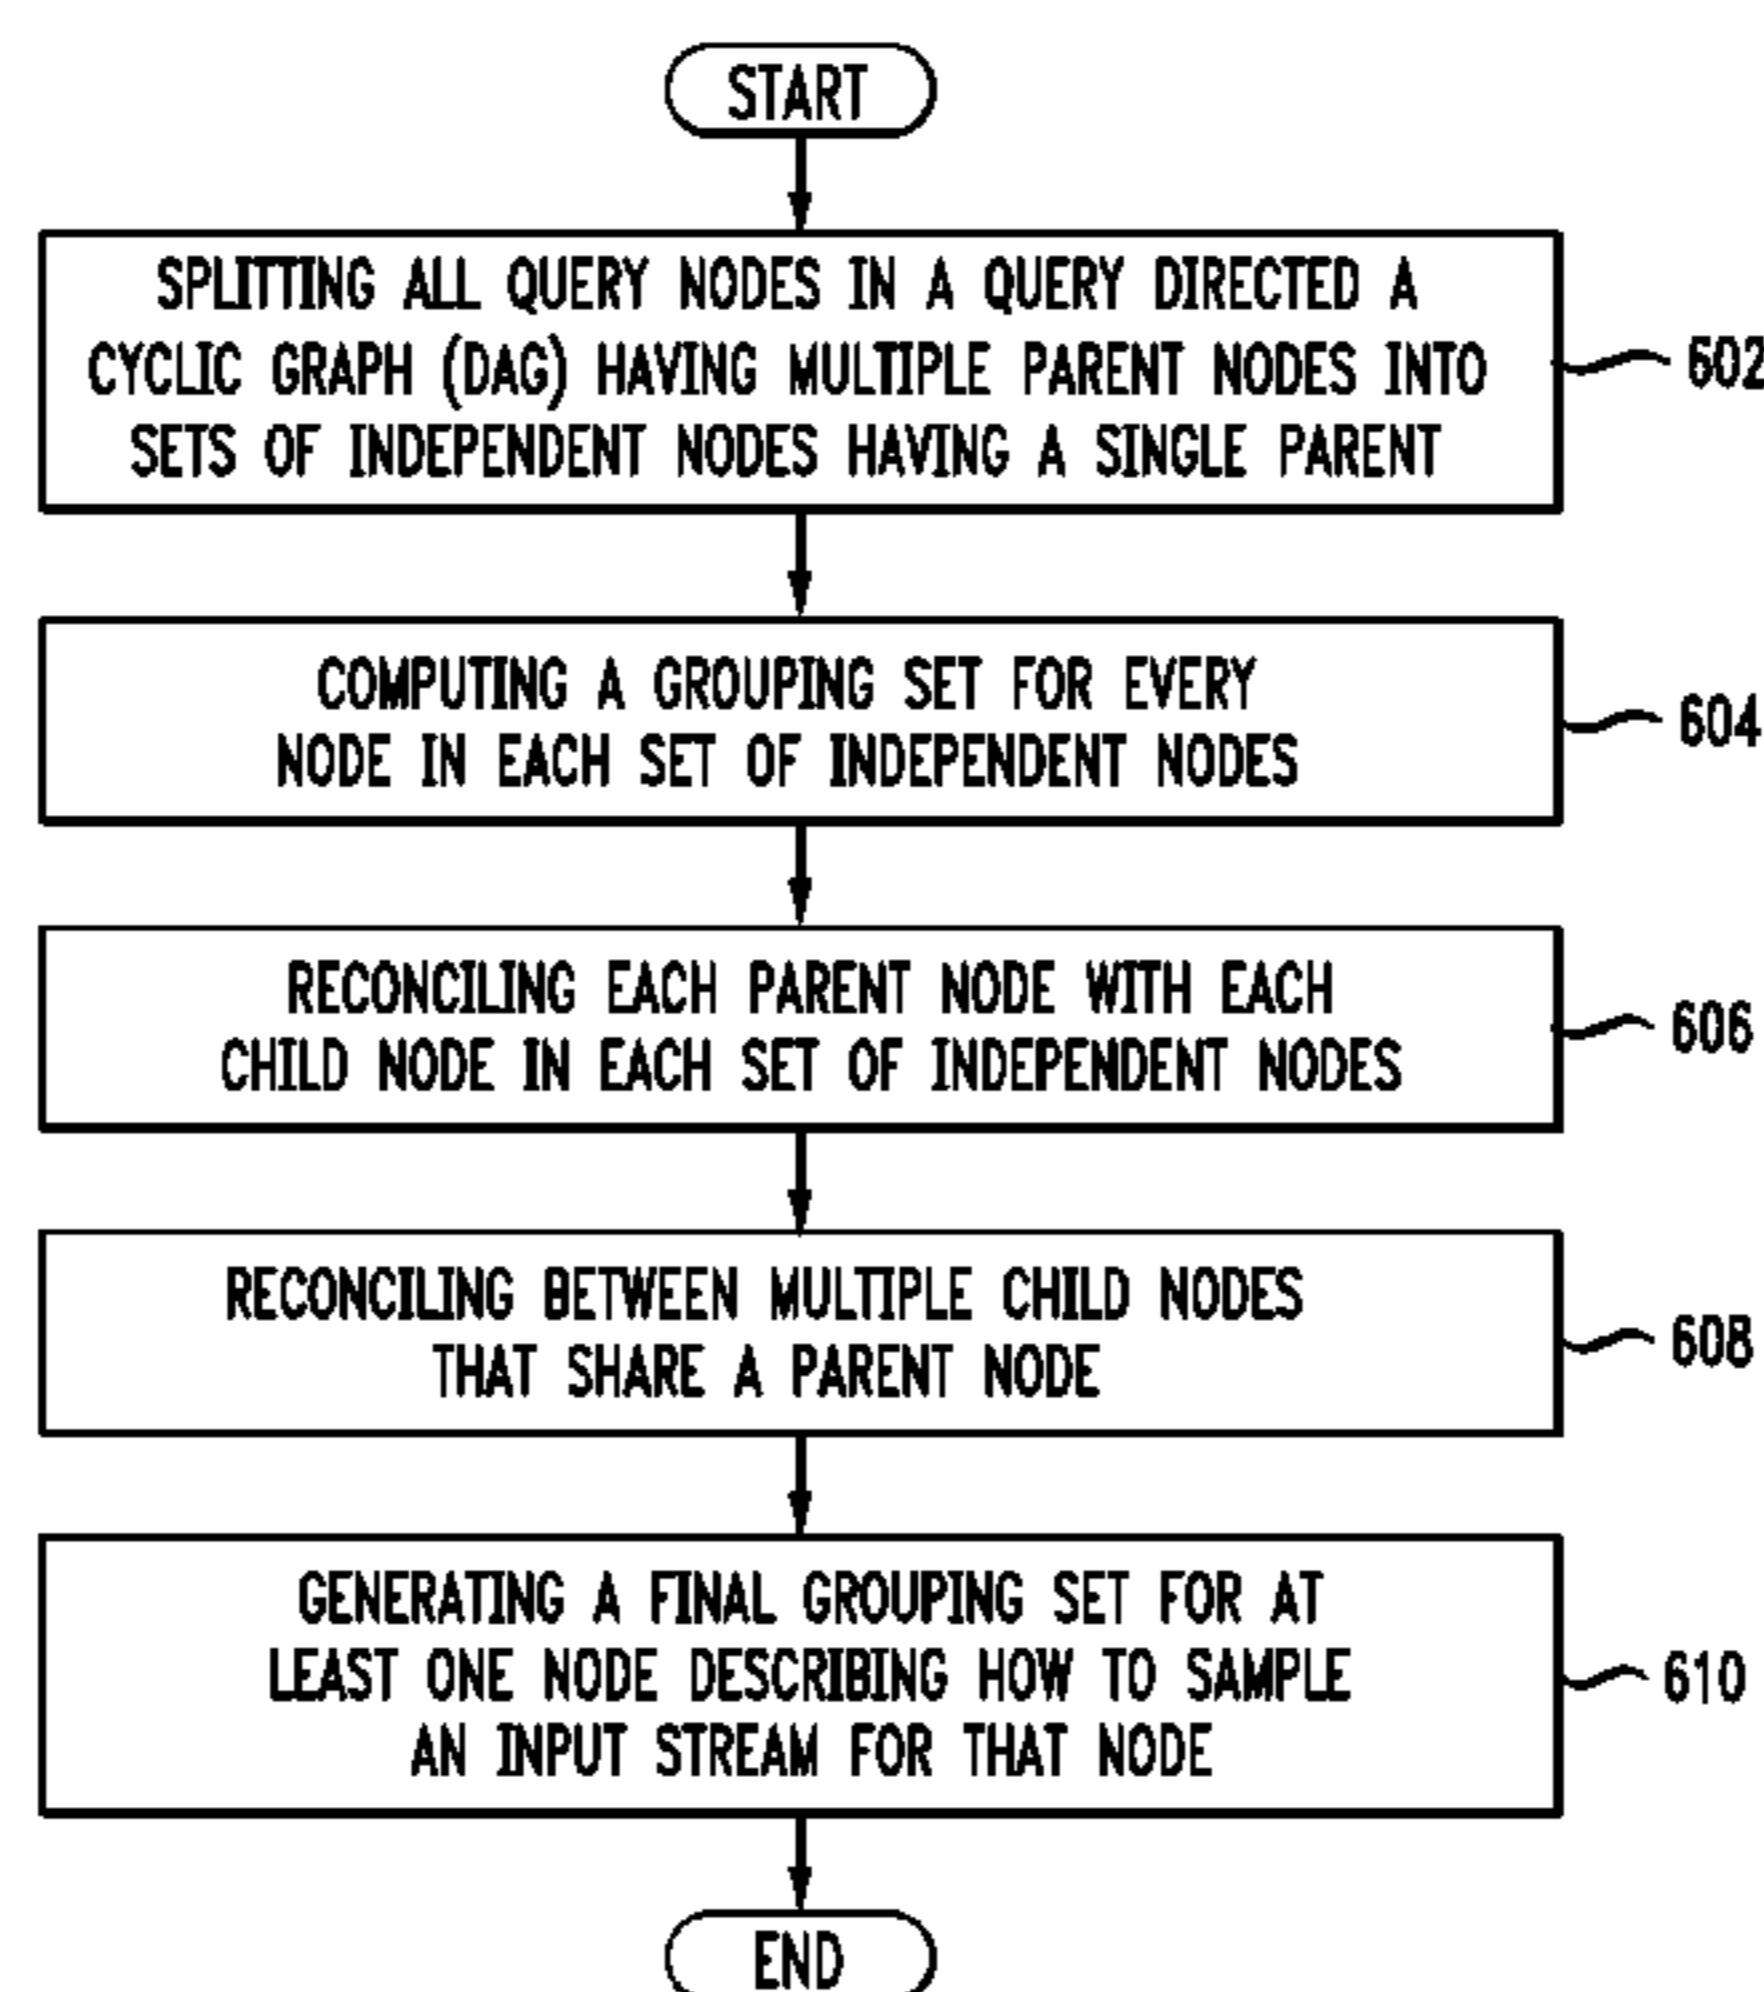 START
SPLITTING ALL QUERY NODES IN A QUERY DIRECTED A
CYCLIC GRAPH (DAG) HAVING MULTIPLE PARENT NODES INTO
SETS OF INDEPENDENT NODES HAVING A SINGLE PARENT
602
COMPUTING A GROUPING SET FOR EVERY
NODE IN EACH SET OF INDEPENDENT NODES
604
RECONCILING EACH PARENT NODE WITH EACH
CHILD NODE IN EACH SET OF INDEPENDENT NODES
606
RECONCILING BETWEEN MULTIPLE CHILD NODES
THAT SHARE A PARENT NODE
608
GENERATING A FINAL GROUPING SET FOR AT
LEAST ONE NODE DESCRIBING HOW TO SAMPLE
AN INPUT STREAM FOR THAT NODE
610
END